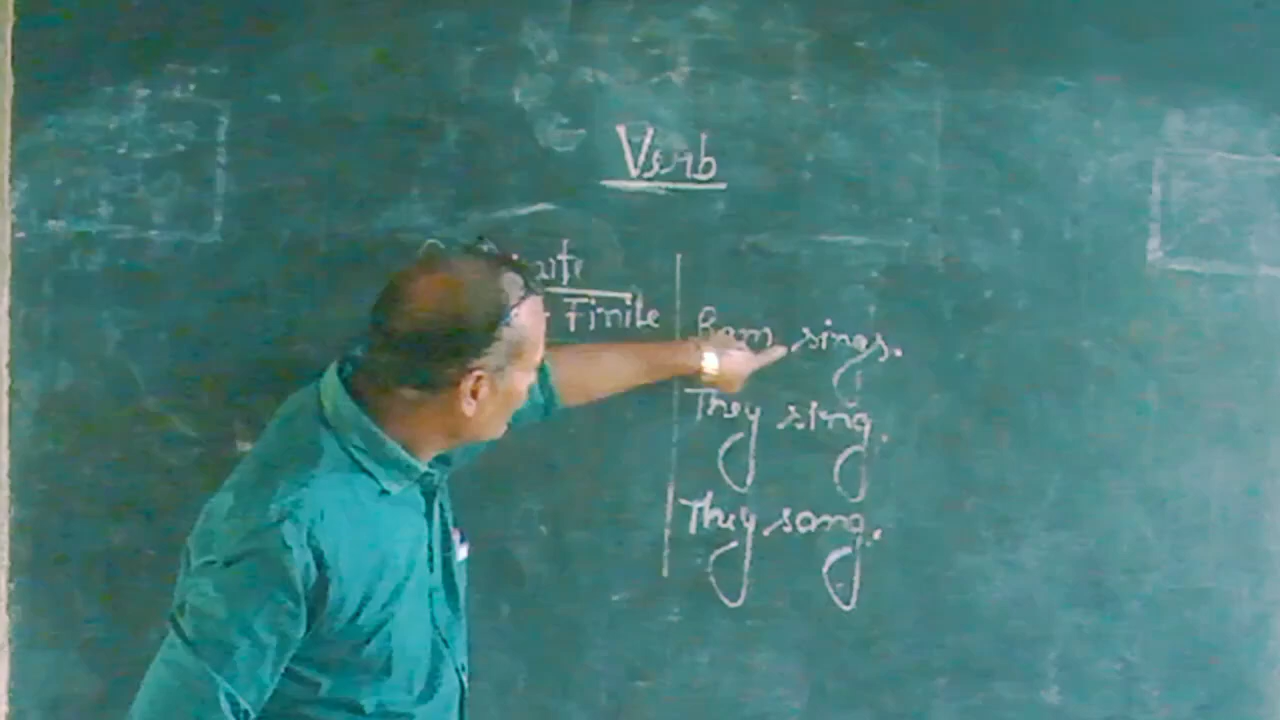 Verb
Finite
Ram sings.
They sing.
They sang.